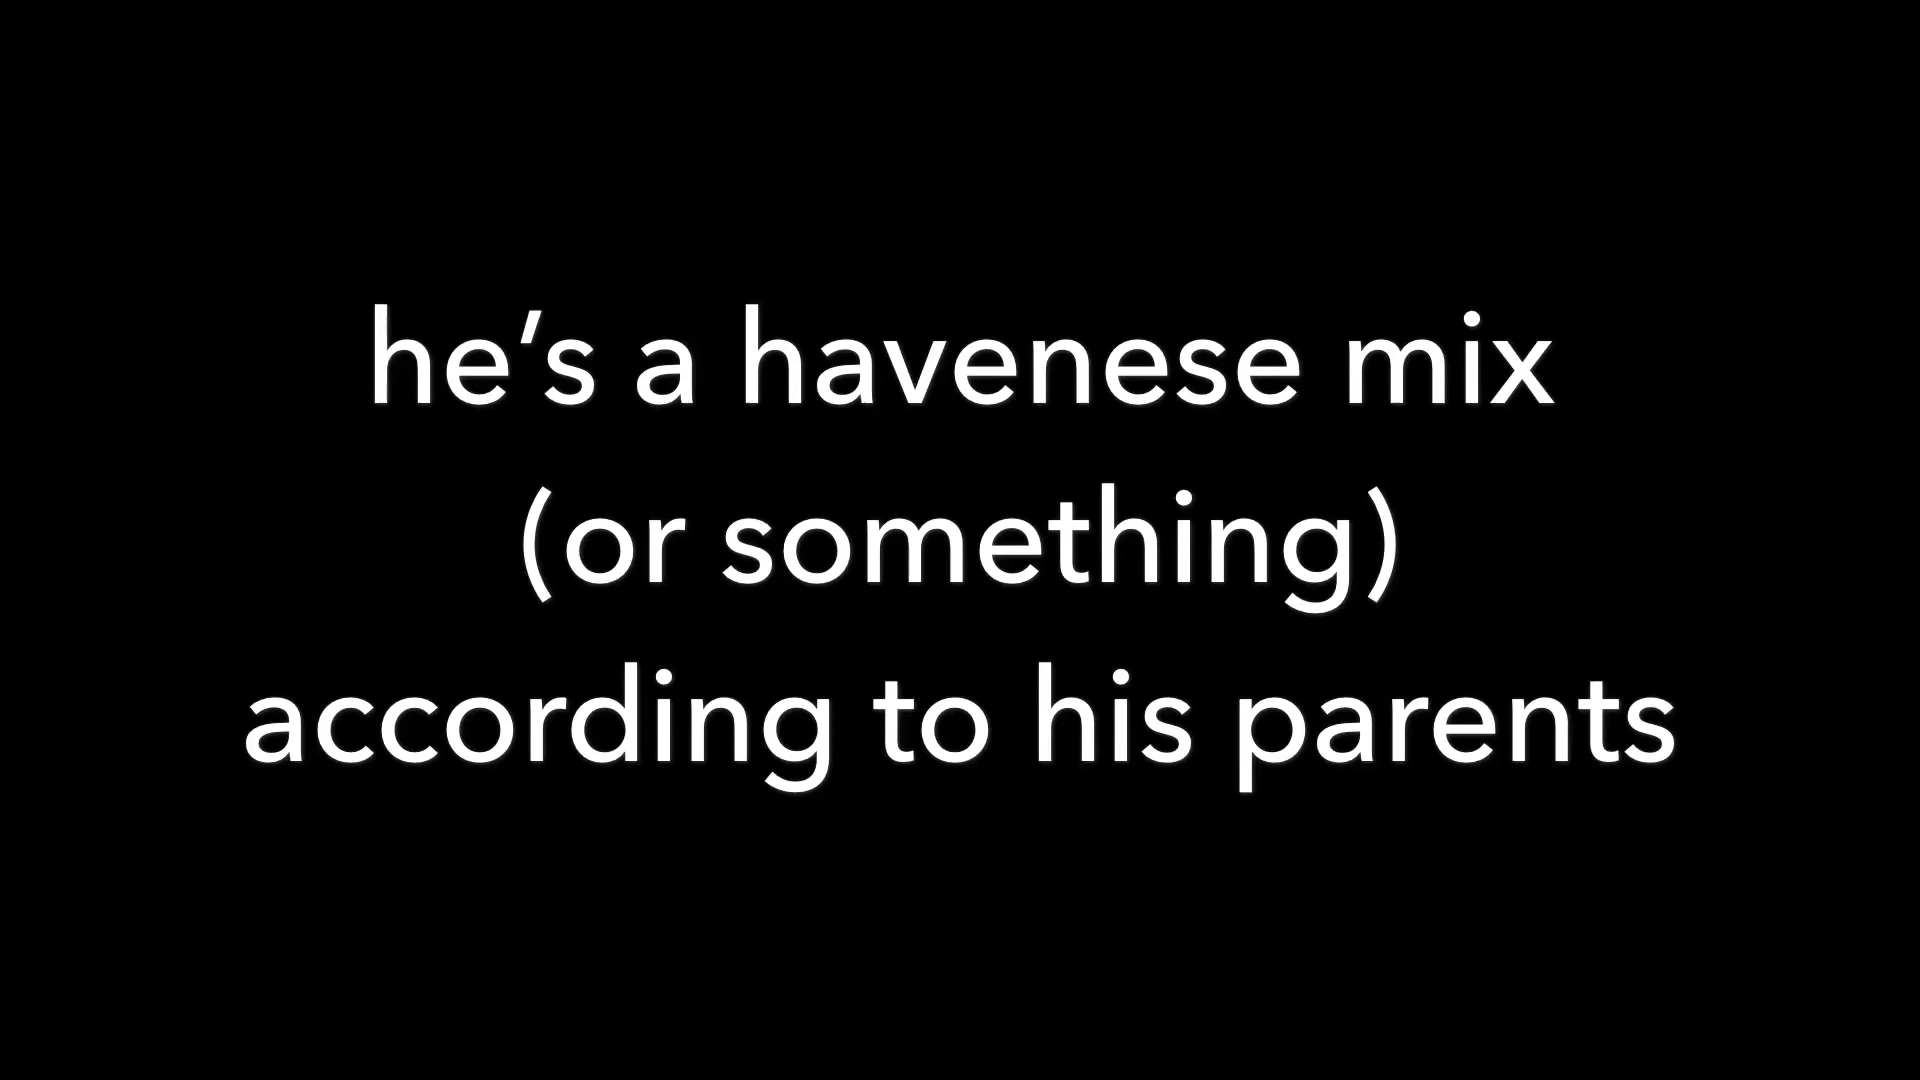 he’s a havenese mix
(or something)
according to his parents